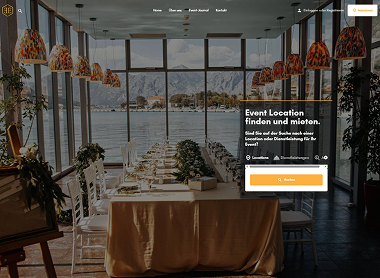 Home Über uns Event-Journal Kontakt Einloggen oder Registrieren
Event Location
finden und mieten.
Sind Sie auf der Suche nach einer
Location oder Dienstleistung für Ihr
Event?
Locations Dienstleistungen
Suchen